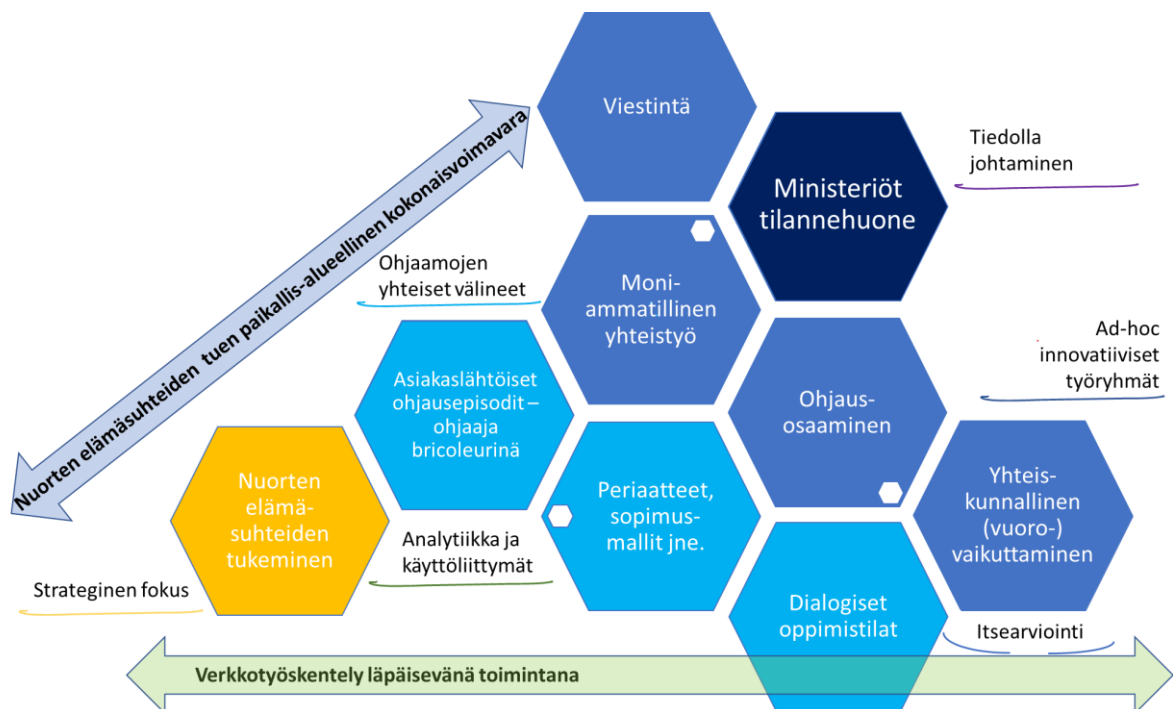 Viestintä
Nuorten elämäsuhteiden tuen paikallis-alueellinen kokonaisvoimavara
Tiedolla
johtaminen
Ministeriöt
tilannehuone
Ohjaamojen
yhteiset välineet
Moni-
ammatillinen
yhteistyö
Ad-hoc
innovatiiviset
työryhmät
Asiakaslähtöiset
ohjausepisodit –
ohjaaja
bricoleurinä
Ohjaus-
osaaminen
Nuorten
elämä-
suhteiden
tukeminen
Periaatteet,
sopimus-
mallit jne.
Yhteis-
kunnallinen
(vuoro-)
vaikuttaminen
Analytiikka ja
käyttöliittymät
Strateginen fokus
Dialogiset
oppimistilat
Itsearviointi
Verkkotyöskentely läpäisevänä toimintana